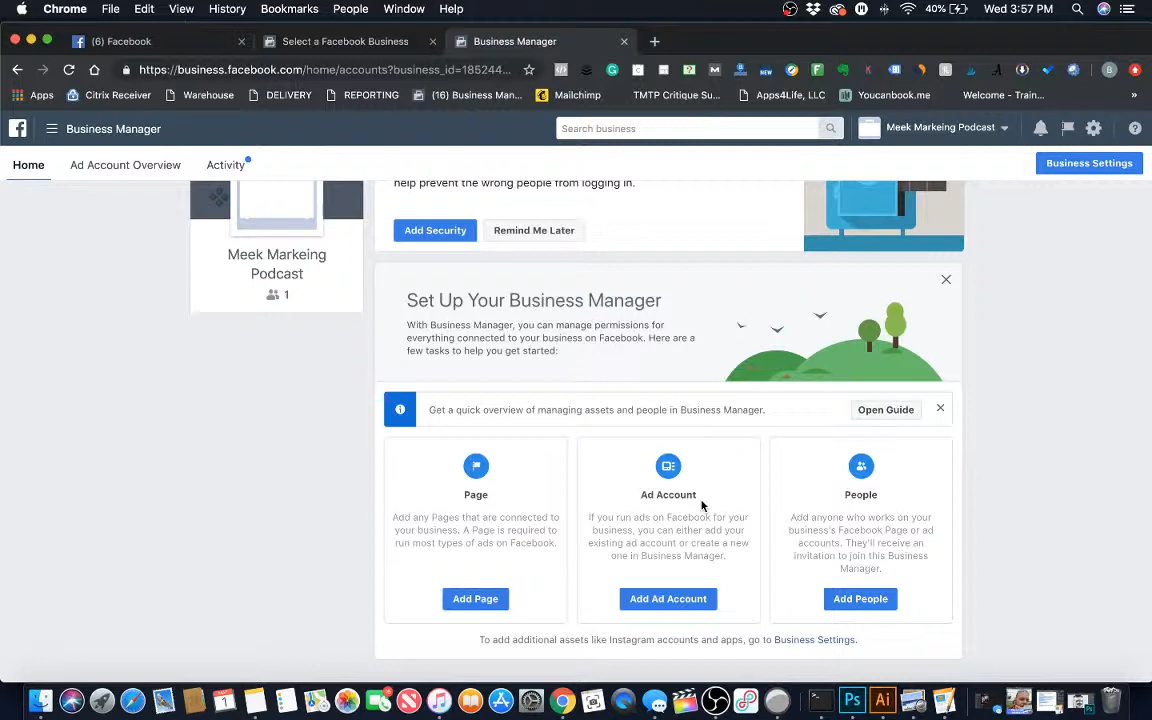 Chrome File Edit View History Bookmarks People Window Help 40% Wed 3:57 PM
(6) Facebook Select a Facebook Business Business Manager
https://business.facebook.com/home/accounts?business_id=185244...
Apps Citrix Receiver Warehouse DELIVERY REPORTING (16) Business Man... Mailchimp TMTP Critique Su... Apps4Life, LLC Youcanbook.me Welcome - Train... »
Business Manager Search business Meek Markeing Podcast
Home Ad Account Overview Activity Business Settings
help prevent the wrong people from logging in.
Add Security Remind Me Later
Meek Markeing
Podcast
1
Set Up Your Business Manager
With Business Manager, you can manage permissions for
everything connected to your business on Facebook. Here are a
few tasks to help you get started:
Get a quick overview of managing assets and people in Business Manager. Open Guide
Page
Add any Pages that are connected to
your business. A Page is required to
run most types of ads on Facebook.
Add Page
Ad Account
If you run ads on Facebook for your
business, you can either add your
existing ad account or create a new
one in Business Manager.
Add Ad Account
People
Add anyone who works on your
business's Facebook Page or ad
accounts. They'll receive an
invitation to join this Business
Manager.
Add People
To add additional assets like Instagram accounts and apps, go to Business Settings.